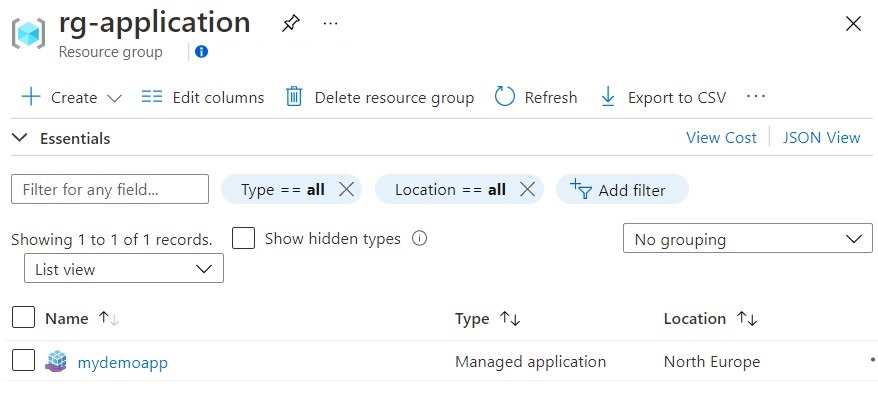 rg-application
Resource group
Create Edit columns Delete resource group Refresh Export to CSV
Essentials View Cost JSON View
Filter for any field... Type == all Location == all Add filter
Showing 1 to 1 of 1 records. Show hidden types No grouping
List view
Name Type Location
mydemoapp Managed application North Europe